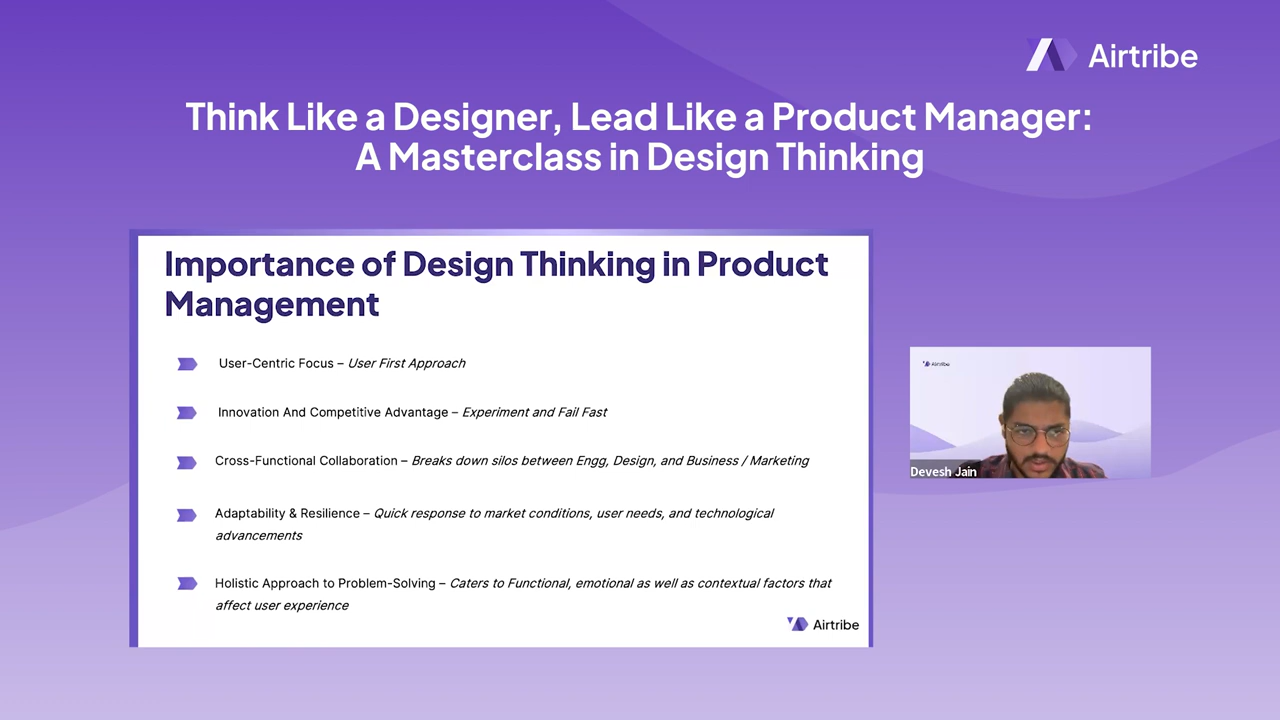 Airtribe
Think Like a Designer, Lead Like a Product Manager:
A Masterclass in Design Thinking
Importance of Design Thinking in Product
Management
User-Centric Focus – User First Approach
Innovation And Competitive Advantage – Experiment and Fail Fast
Cross-Functional Collaboration – Breaks down silos between Engg, Design, and Business / Marketing
Adaptability & Resilience – Quick response to market conditions, user needs, and technological
advancements
Holistic Approach to Problem-Solving – Caters to Functional, emotional as well as contextual factors that
affect user experience
Airtribe
Airtribe
Devesh Jain